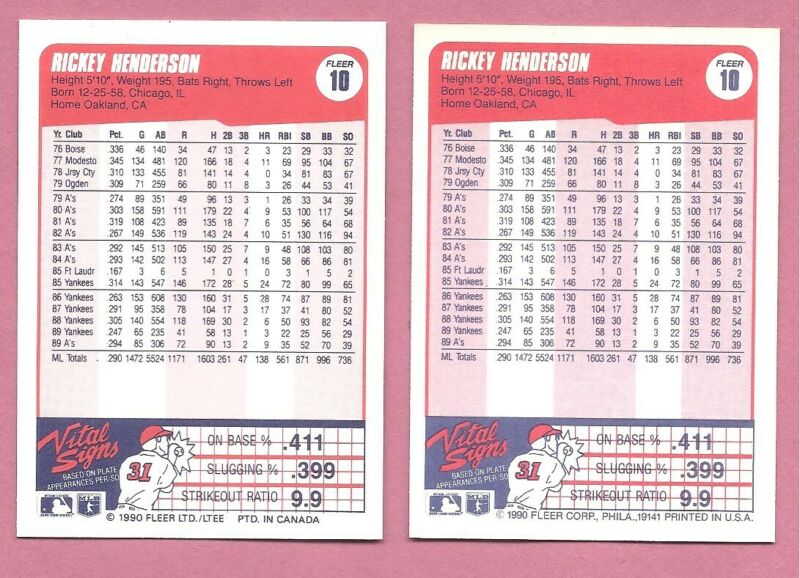 RICKEY HENDERSON
FLEER
10
Height 5'10", Weight 195, Bats Right, Throws Left
Born 12-25-58, Chicago, IL
Home Oakland, CA
Yr. Club Pct. G AB R H 2B 3B HR RBI SB BB SO
76 Boise .336 46 140 34 47 13 2 3 23 29 33 32
77 Modesto .345 134 481 120 166 18 4 11 69 95 104 67
78 Jrsy Cty .310 133 455 81 141 14 4 0 34 81 83 67
79 Ogden .309 71 259 66 80 11 8 3 26 44 53 41
79 A's .274 89 351 49 96 13 3 1 26 33 34 39
80 A's .303 158 591 111 179 22 4 9 53 100 117 54
81 A's .319 108 423 89 135 18 7 6 35 56 64 68
82 A's .267 149 536 119 143 24 4 10 51 130 116 94
83 A's .292 145 513 105 150 25 7 9 48 108 103 80
84 A's .293 142 502 113 147 27 4 16 58 66 86 81
85 Ft Laudr .167 3 6 5 1 0 1 0 3 1 5 2
85 Yankees .314 143 547 146 172 28 5 24 72 80 99 65
86 Yankees .263 153 608 130 160 31 5 28 74 87 89 81
87 Yankees .291 95 358 78 104 17 3 17 37 41 80 52
88 Yankees .305 140 554 118 169 30 2 6 50 93 82 54
89 Yankees .247 65 235 41 58 13 1 3 22 25 56 29
89 A's .294 85 306 72 90 13 2 9 35 52 70 39
ML Totals .290 1472 5524 1171 1603 261 47 138 561 871 996 736
Vital
Signs
BASED ON PLATE
APPEARANCES PER SO
31
ON BASE % .411
SLUGGING % .399
STRIKEOUT RATIO 9.9
MLB
© 1990 FLEER LTD./LTEE PTD. IN CANADA
RICKEY HENDERSON
FLEER
10
Height 5'10", Weight 195, Bats Right, Throws Left
Born 12-25-58, Chicago, IL
Home Oakland, CA
Yr. Club Pct. G AB R H 2B 3B HR RBI SB BB SO
76 Boise .336 46 140 34 47 13 2 3 23 29 33 32
77 Modesto .345 134 481 120 166 18 4 11 69 95 104 67
78 Jrsy Cty .310 133 455 81 141 14 4 0 34 81 83 67
79 Ogden .309 71 259 66 80 11 8 3 26 44 53 41
79 A's .274 89 351 49 96 13 3 1 26 33 34 39
80 A's .303 158 591 111 179 22 4 9 53 100 117 54
81 A's .319 108 423 89 135 18 7 6 35 56 64 68
82 A's .267 149 536 119 143 24 4 10 51 130 116 94
83 A's .292 145 513 105 150 25 7 9 48 108 103 80
84 A's .293 142 502 113 147 27 4 16 58 66 86 81
85 Ft Laudr .167 3 6 5 1 0 1 0 3 1 5 2
85 Yankees .314 143 547 146 172 28 5 24 72 80 99 65
86 Yankees .263 153 608 130 160 31 5 28 74 87 89 81
87 Yankees .291 95 358 78 104 17 3 17 37 41 80 52
88 Yankees .305 140 554 118 169 30 2 6 50 93 82 54
89 Yankees .247 65 235 41 58 13 1 3 22 25 56 29
89 A's .294 85 306 72 90 13 2 9 35 52 70 39
ML Totals .290 1472 5524 1171 1603 261 47 138 561 871 996 736
Vital
Signs
BASED ON PLATE
APPEARANCES PER SO
31
ON BASE % .411
SLUGGING % .399
STRIKEOUT RATIO 9.9
MLB
© 1990 FLEER CORP., PHILA.,19141 PRINTED IN U.S.A.